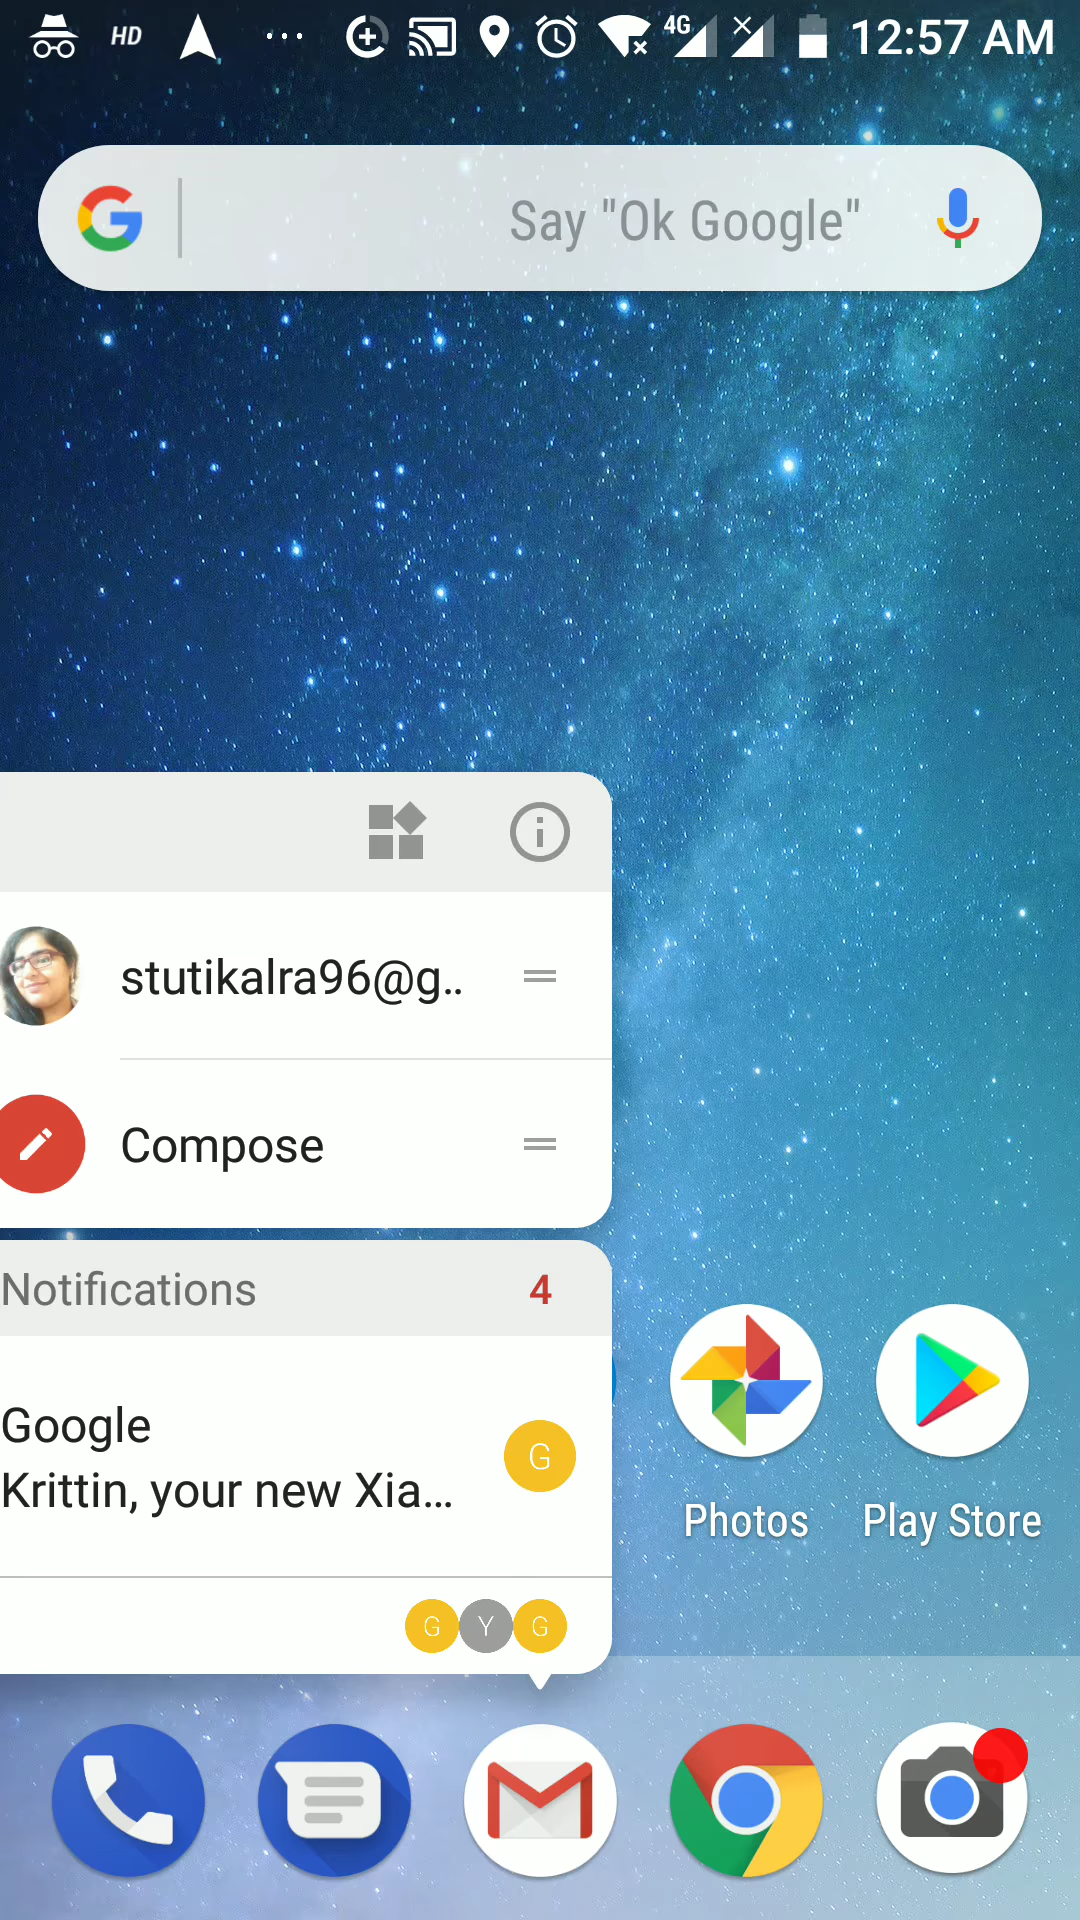 HD
4G
12:57 AM
Say "Ok Google"
stutikalra96@g..
Compose
Notifications 4
Google
Krittin, your new Xia...
G
G Y G
Photos
Play Store